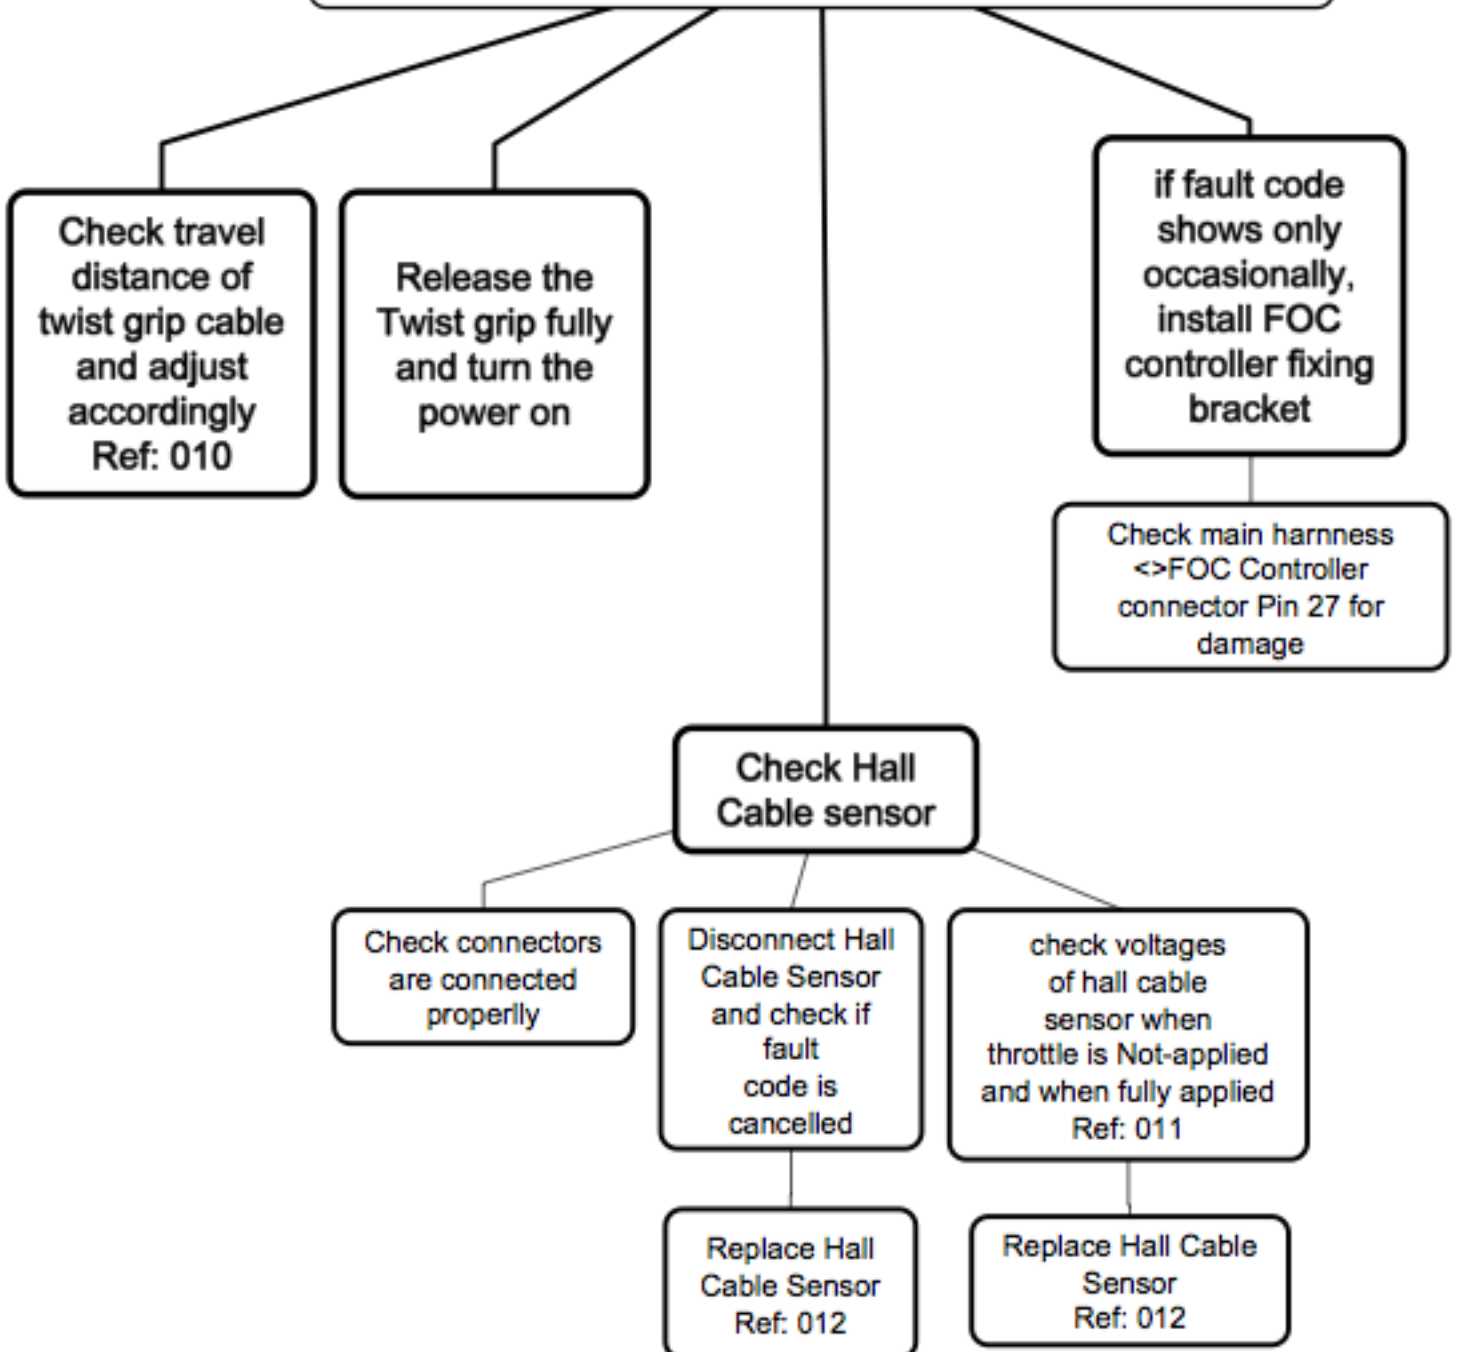 Check travel
distance of
twist grip cable
and adjust
accordingly
Ref: 010
Release the
Twist grip fully
and turn the
power on
if fault code
shows only
occasionally,
install FOC
controller fixing
bracket
Check main harnness
<>FOC Controller
connector Pin 27 for
damage
Check Hall
Cable sensor
Check connectors
are connected
properlly
Disconnect Hall
Cable Sensor
and check if
fault
code is
cancelled
check voltages
of hall cable
sensor when
throttle is Not-applied
and when fully applied
Ref: 011
Replace Hall
Cable Sensor
Ref: 012
Replace Hall Cable
Sensor
Ref: 012